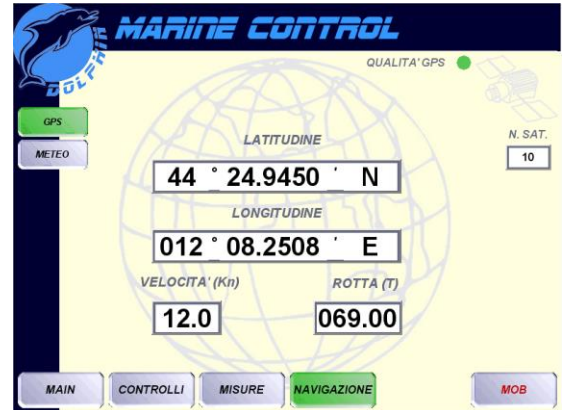 MARINE CONTROL
DOLPHIN
QUALITA' GPS
GPS
METEO
N. SAT.
10
LATITUDINE
44 ° 24.9450 ' N
LONGITUDINE
012 ° 08.2508 ' E
VELOCITA' (Kn)
ROTTA (T)
12.0
069.00
MAIN
CONTROLLI
MISURE
NAVIGAZIONE
MOB